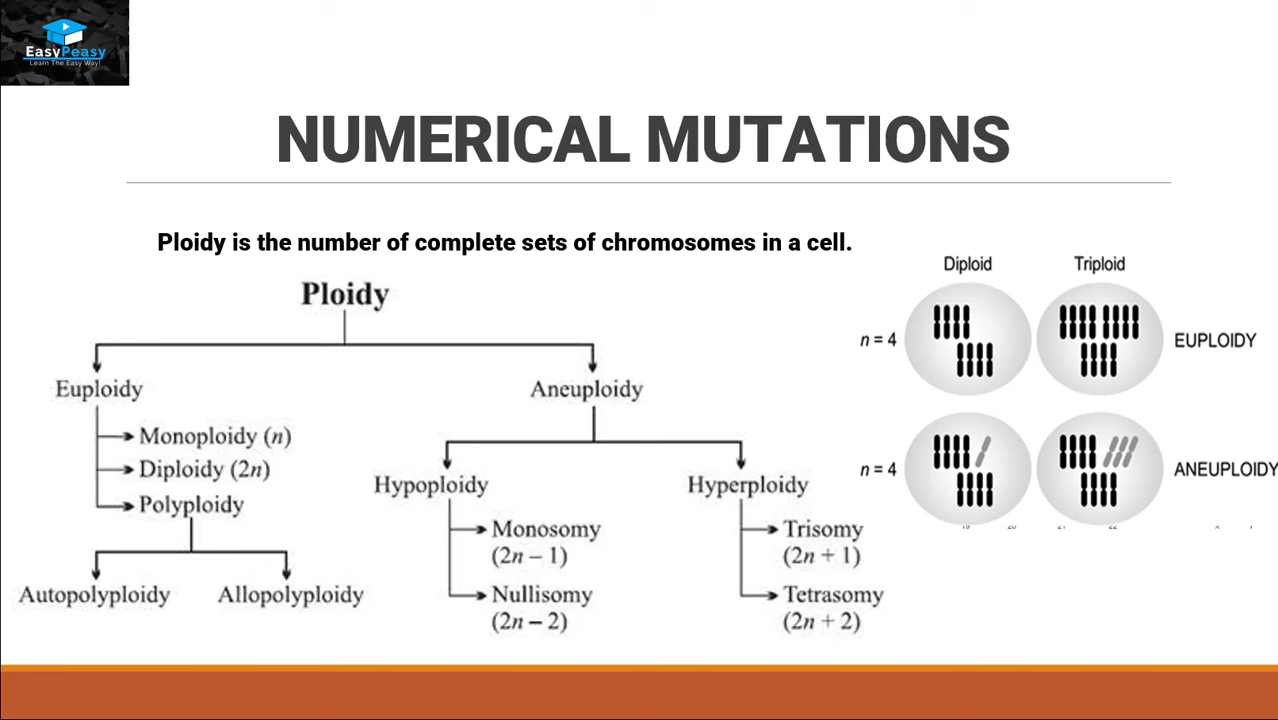 EasyPeasy
Learn The Easy Way!
NUMERICAL MUTATIONS
Ploidy is the number of complete sets of chromosomes in a cell.
Ploidy
Euploidy
Monoploidy (n)
Diploidy (2n)
Polyploidy
Autopolyploidy
Allopolyploidy
Aneuploidy
Hypoploidy
Monosomy
(2n – 1)
Nullisomy
(2n – 2)
Hyperploidy
Trisomy
(2n + 1)
Tetrasomy
(2n + 2)
Diploid
Triploid
n = 4
EUPLOIDY
n = 4
ANEUPLOIDY